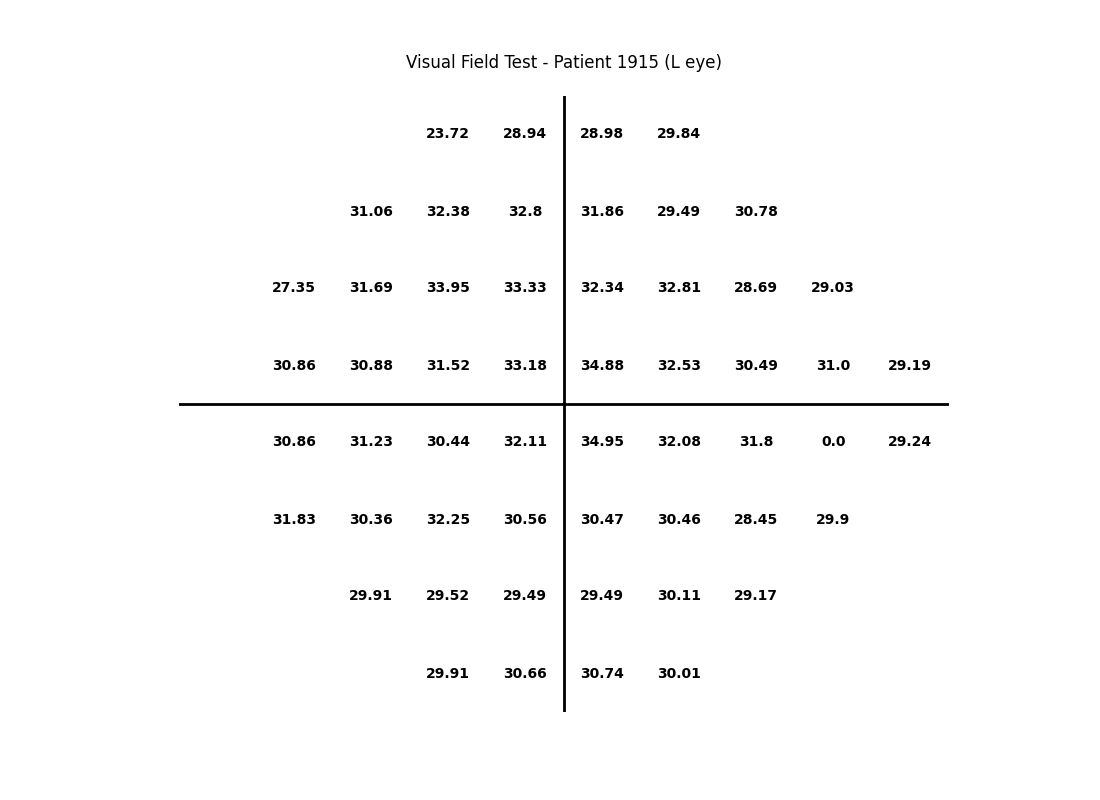 Visual Field Test - Patient 1915 (L eye)
23.72 28.94 28.98 29.84
31.06 32.38 32.8 31.86 29.49 30.78
27.35 31.69 33.95 33.33 32.34 32.81 28.69 29.03
30.86 30.88 31.52 33.18 34.88 32.53 30.49 31.0 29.19
30.86 31.23 30.44 32.11 34.95 32.08 31.8 0.0 29.24
31.83 30.36 32.25 30.56 30.47 30.46 28.45 29.9
29.91 29.52 29.49 29.49 30.11 29.17
29.91 30.66 30.74 30.01